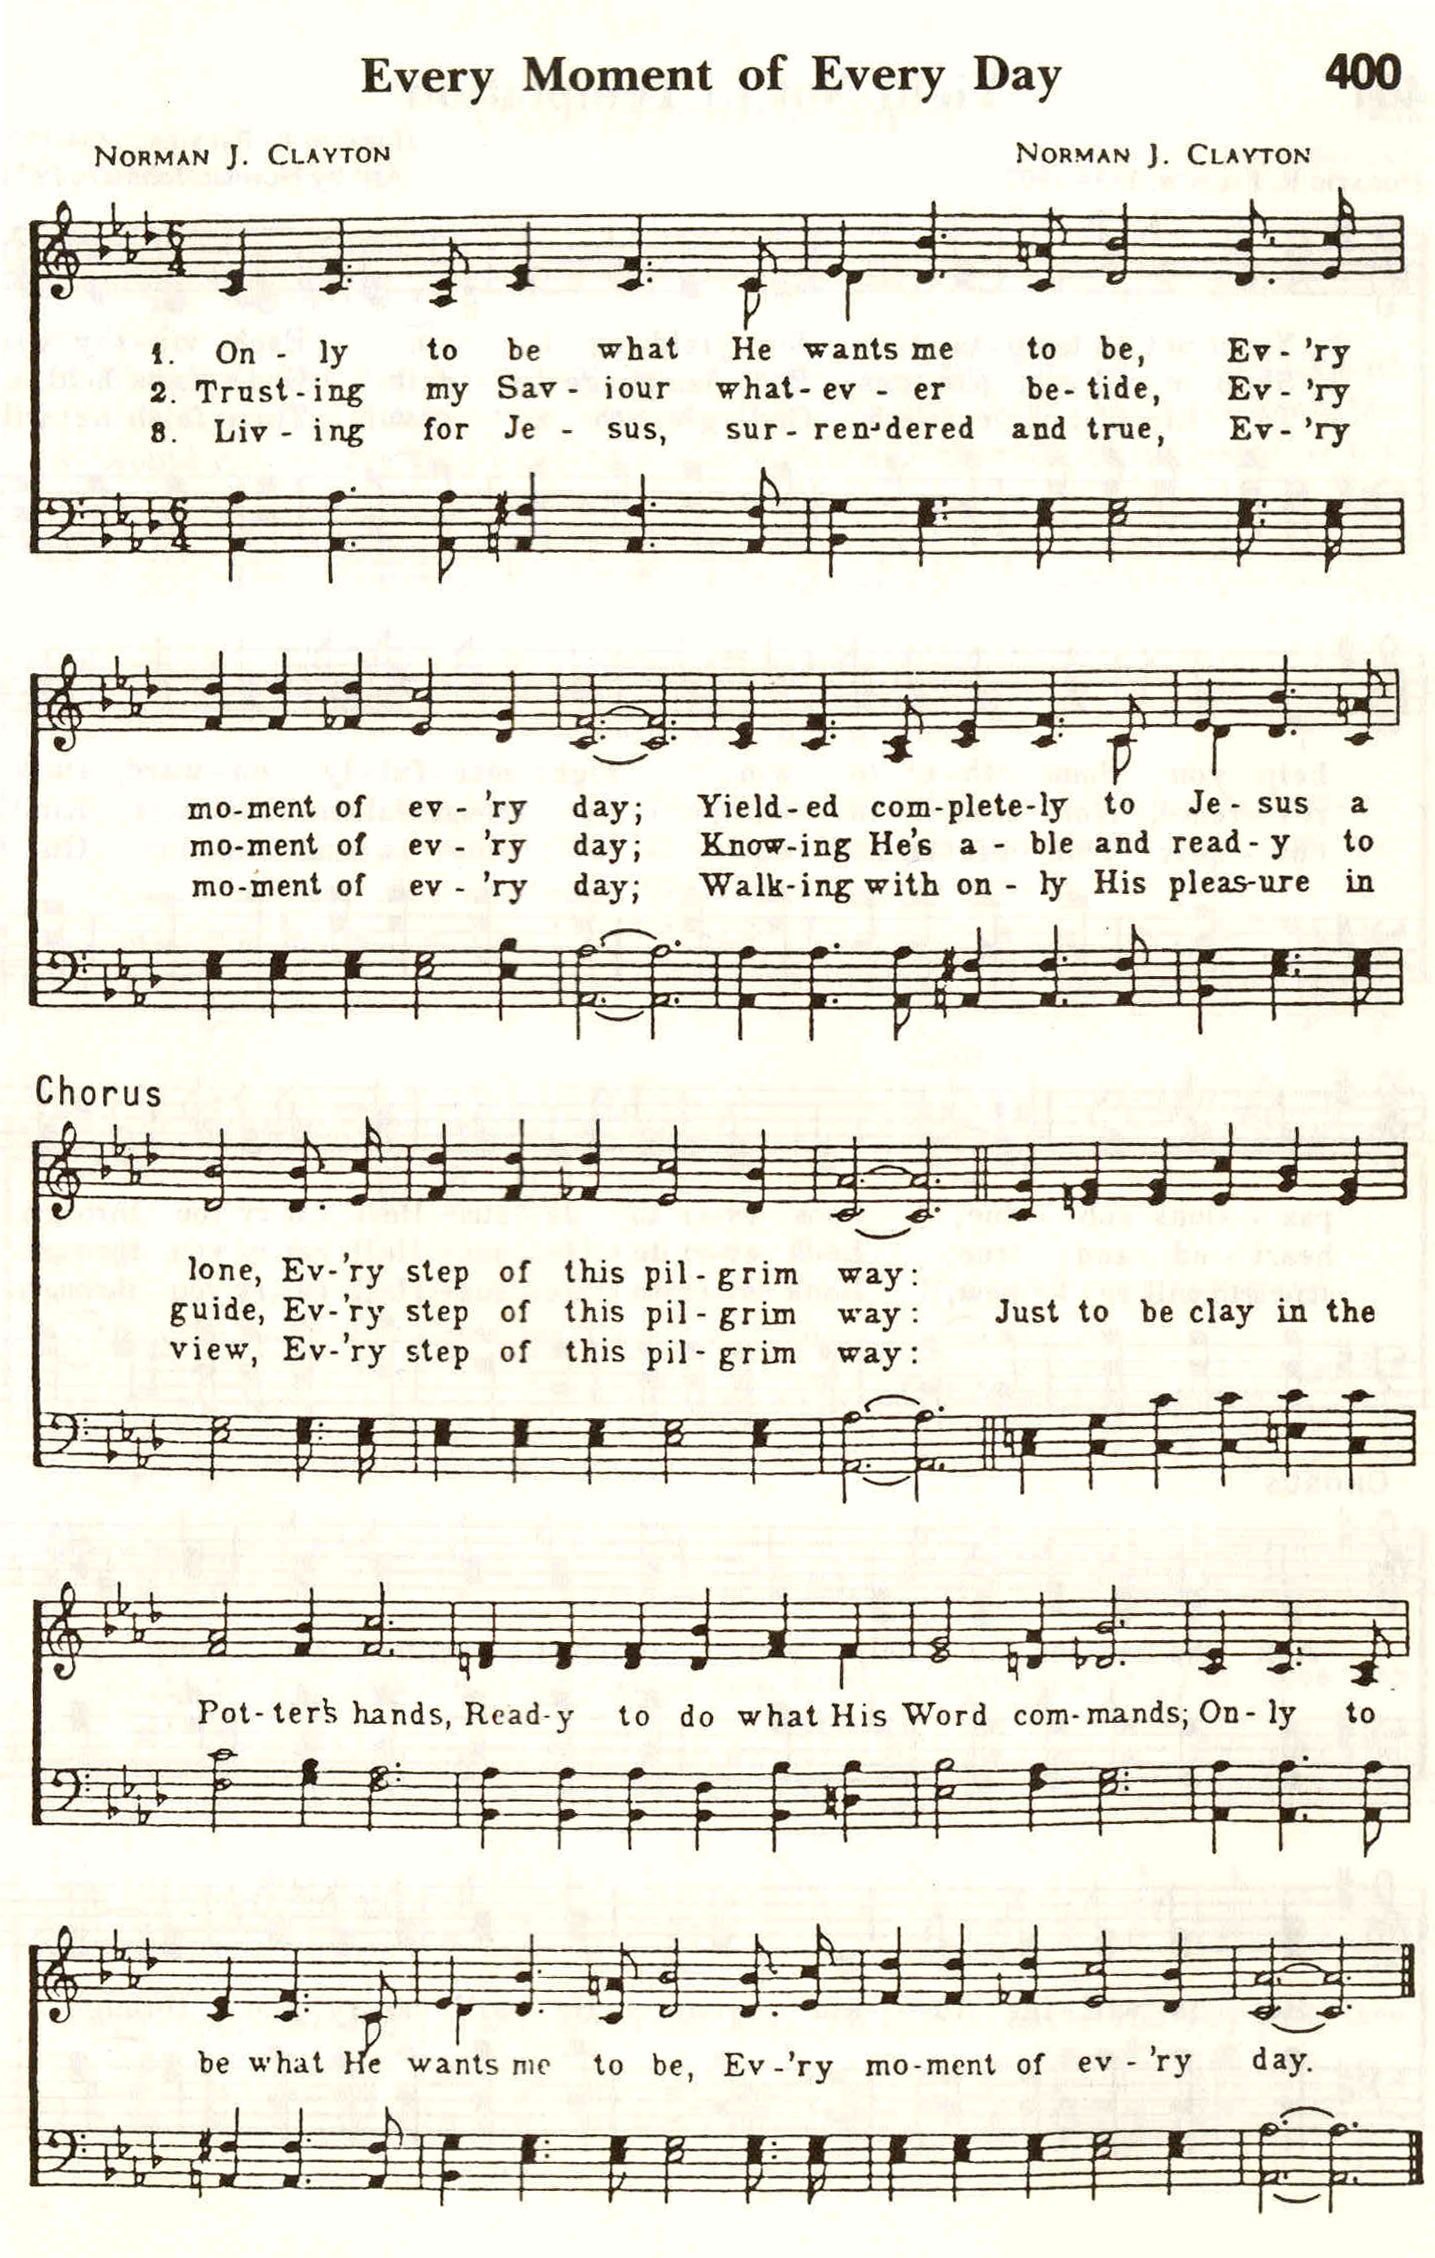 Every Moment of Every Day 400
NORMAN J. CLAYTON NORMAN J. CLAYTON
1. On - ly to be what He wants me to be, Ev - 'ry
2. Trust - ing my Sav - iour what - ev - er be - tide, Ev - 'ry
3. Liv - ing for Je - sus, sur - ren - dered and true, Ev - 'ry
mo - ment of ev - 'ry day; Yield - ed com - plete - ly to Je - sus a
mo - ment of ev - 'ry day; Know - ing He's a - ble and read - y to
mo - ment of ev - 'ry day; Walk - ing with on - ly His pleas - ure in
Chorus
lone, Ev - 'ry step of this pil - grim way:
guide, Ev - 'ry step of this pil - grim way: Just to be clay in the
view, Ev - 'ry step of this pil - grim way:
Pot - ter's hands, Read - y to do what His Word com - mands; On - ly to
be what He wants me to be, Ev - 'ry mo - ment of ev - 'ry day.